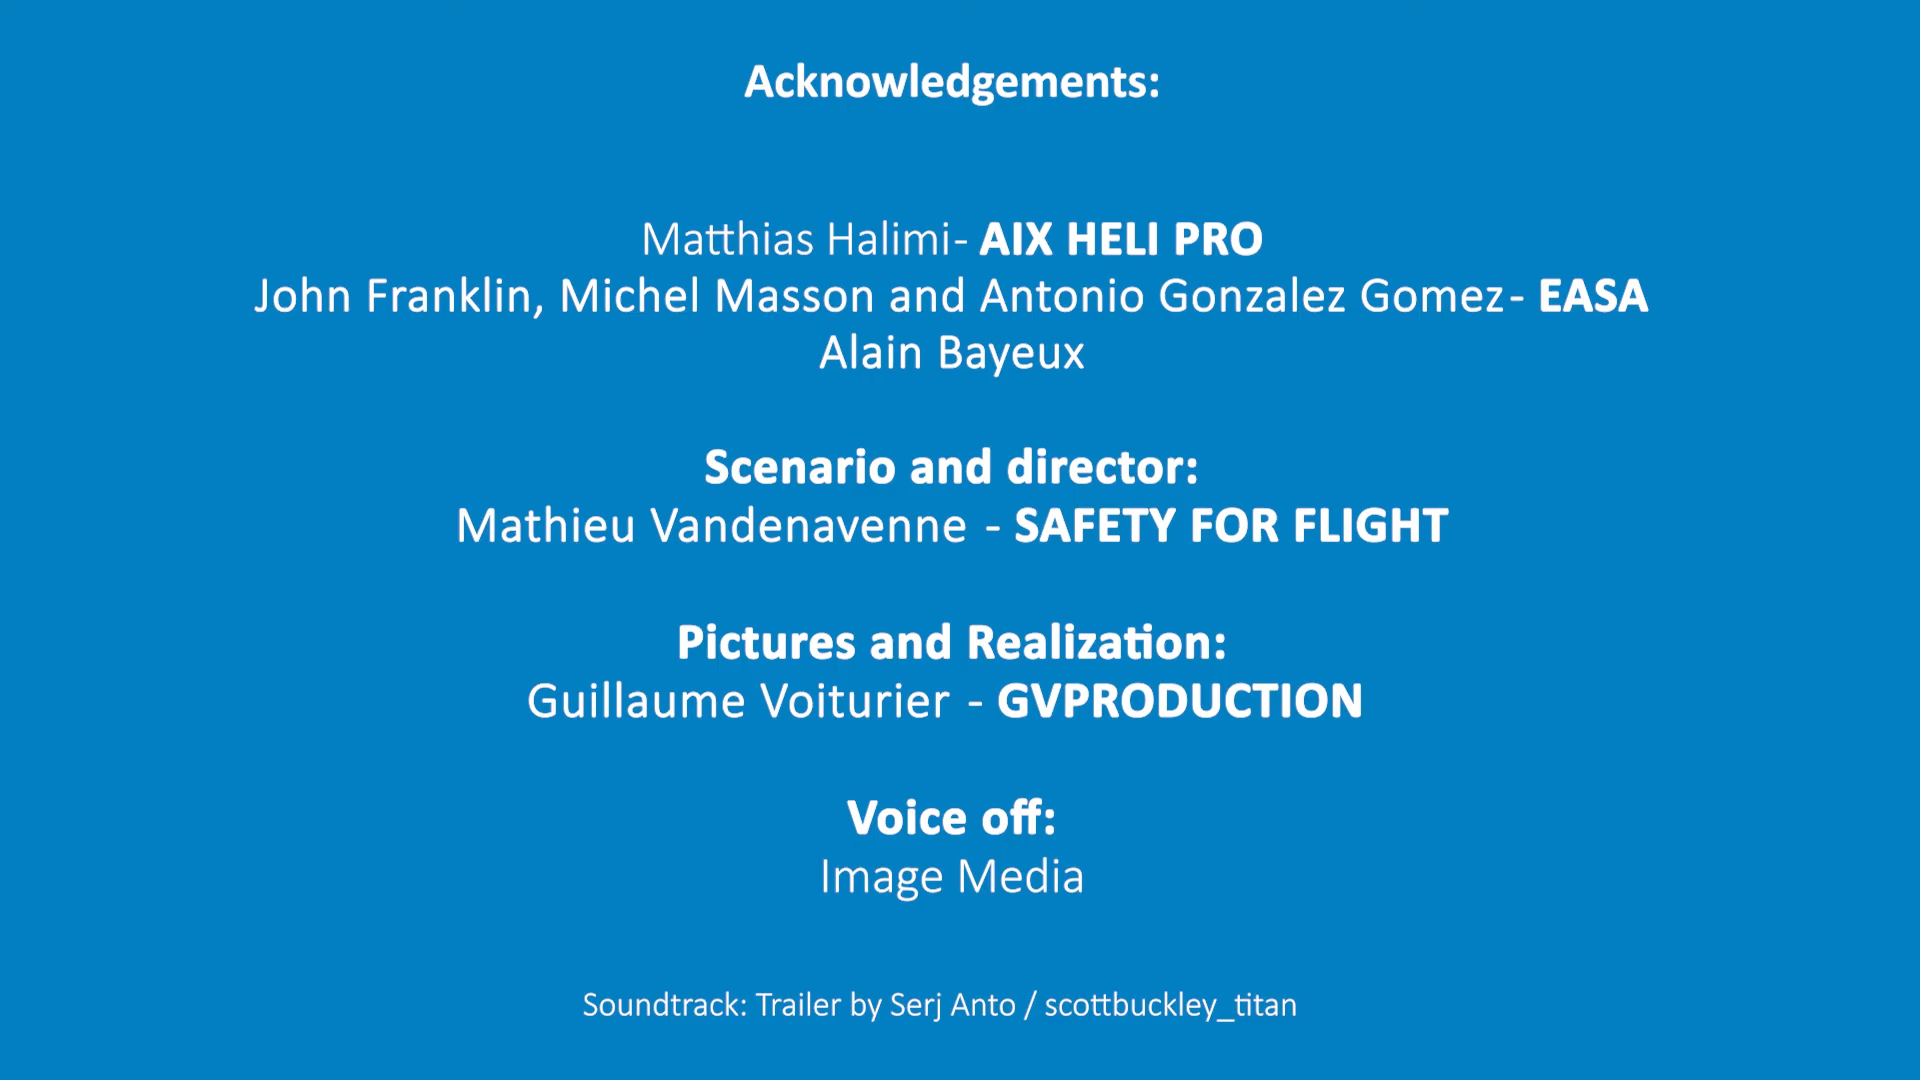 Acknowledgements:
Matthias Halimi- AIX HELI PRO
John Franklin, Michel Masson and Antonio Gonzalez Gomez- EASA
Alain Bayeux
Scenario and director:
Mathieu Vandenavenne - SAFETY FOR FLIGHT
Pictures and Realization:
Guillaume Voiturier - GVPRODUCTION
Voice off:
Image Media
Soundtrack: Trailer by Serj Anto / scottbuckley_titan